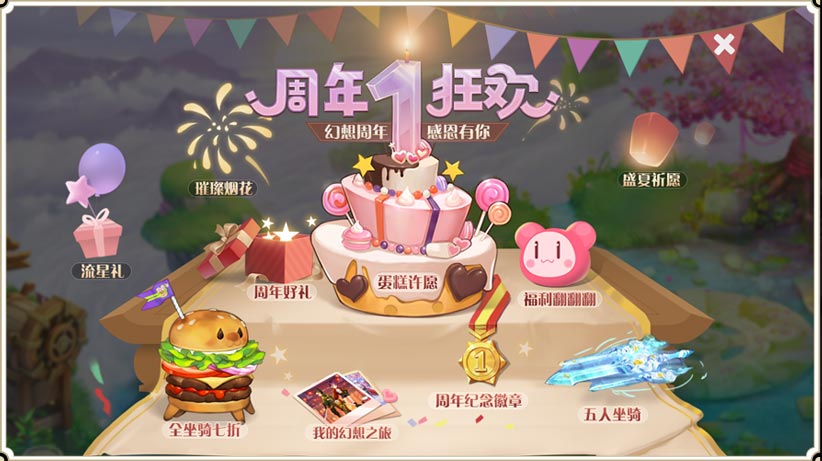 周年1狂欢
幻想周年 感恩有你
璀璨烟花
盛夏祈愿
流星礼
周年好礼
蛋糕许愿
福利翻翻翻
1
周年纪念徽章
五人坐骑
全坐骑七折
我的幻想之旅